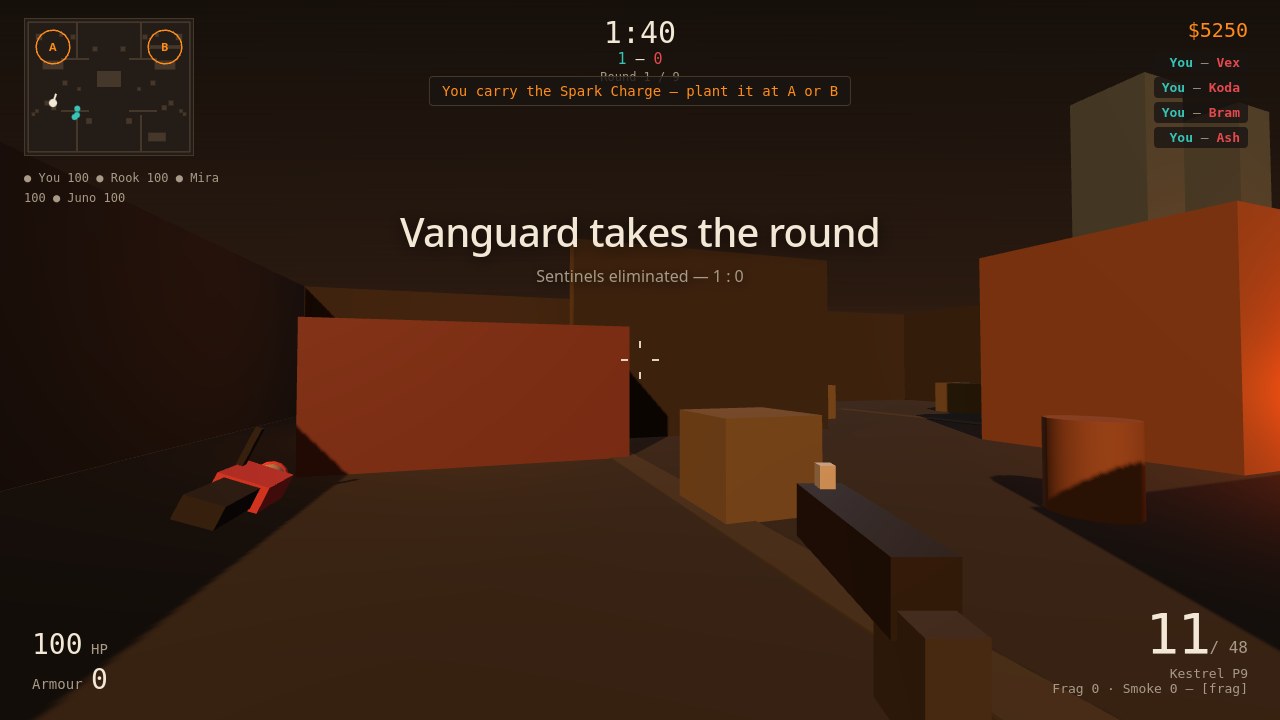 A
B
● You 100 ● Rook 100 ● Mira
100 ● Juno 100
1:40
1 — 0
Round 1 / 9
You carry the Spark Charge — plant it at A or B
$5250
You — Vex
You — Koda
You — Bram
You — Ash
Vanguard takes the round
Sentinels eliminated — 1 : 0
100 HP
Armour 0
11 / 48
Kestrel P9
Frag 0 · Smoke 0 — [frag]